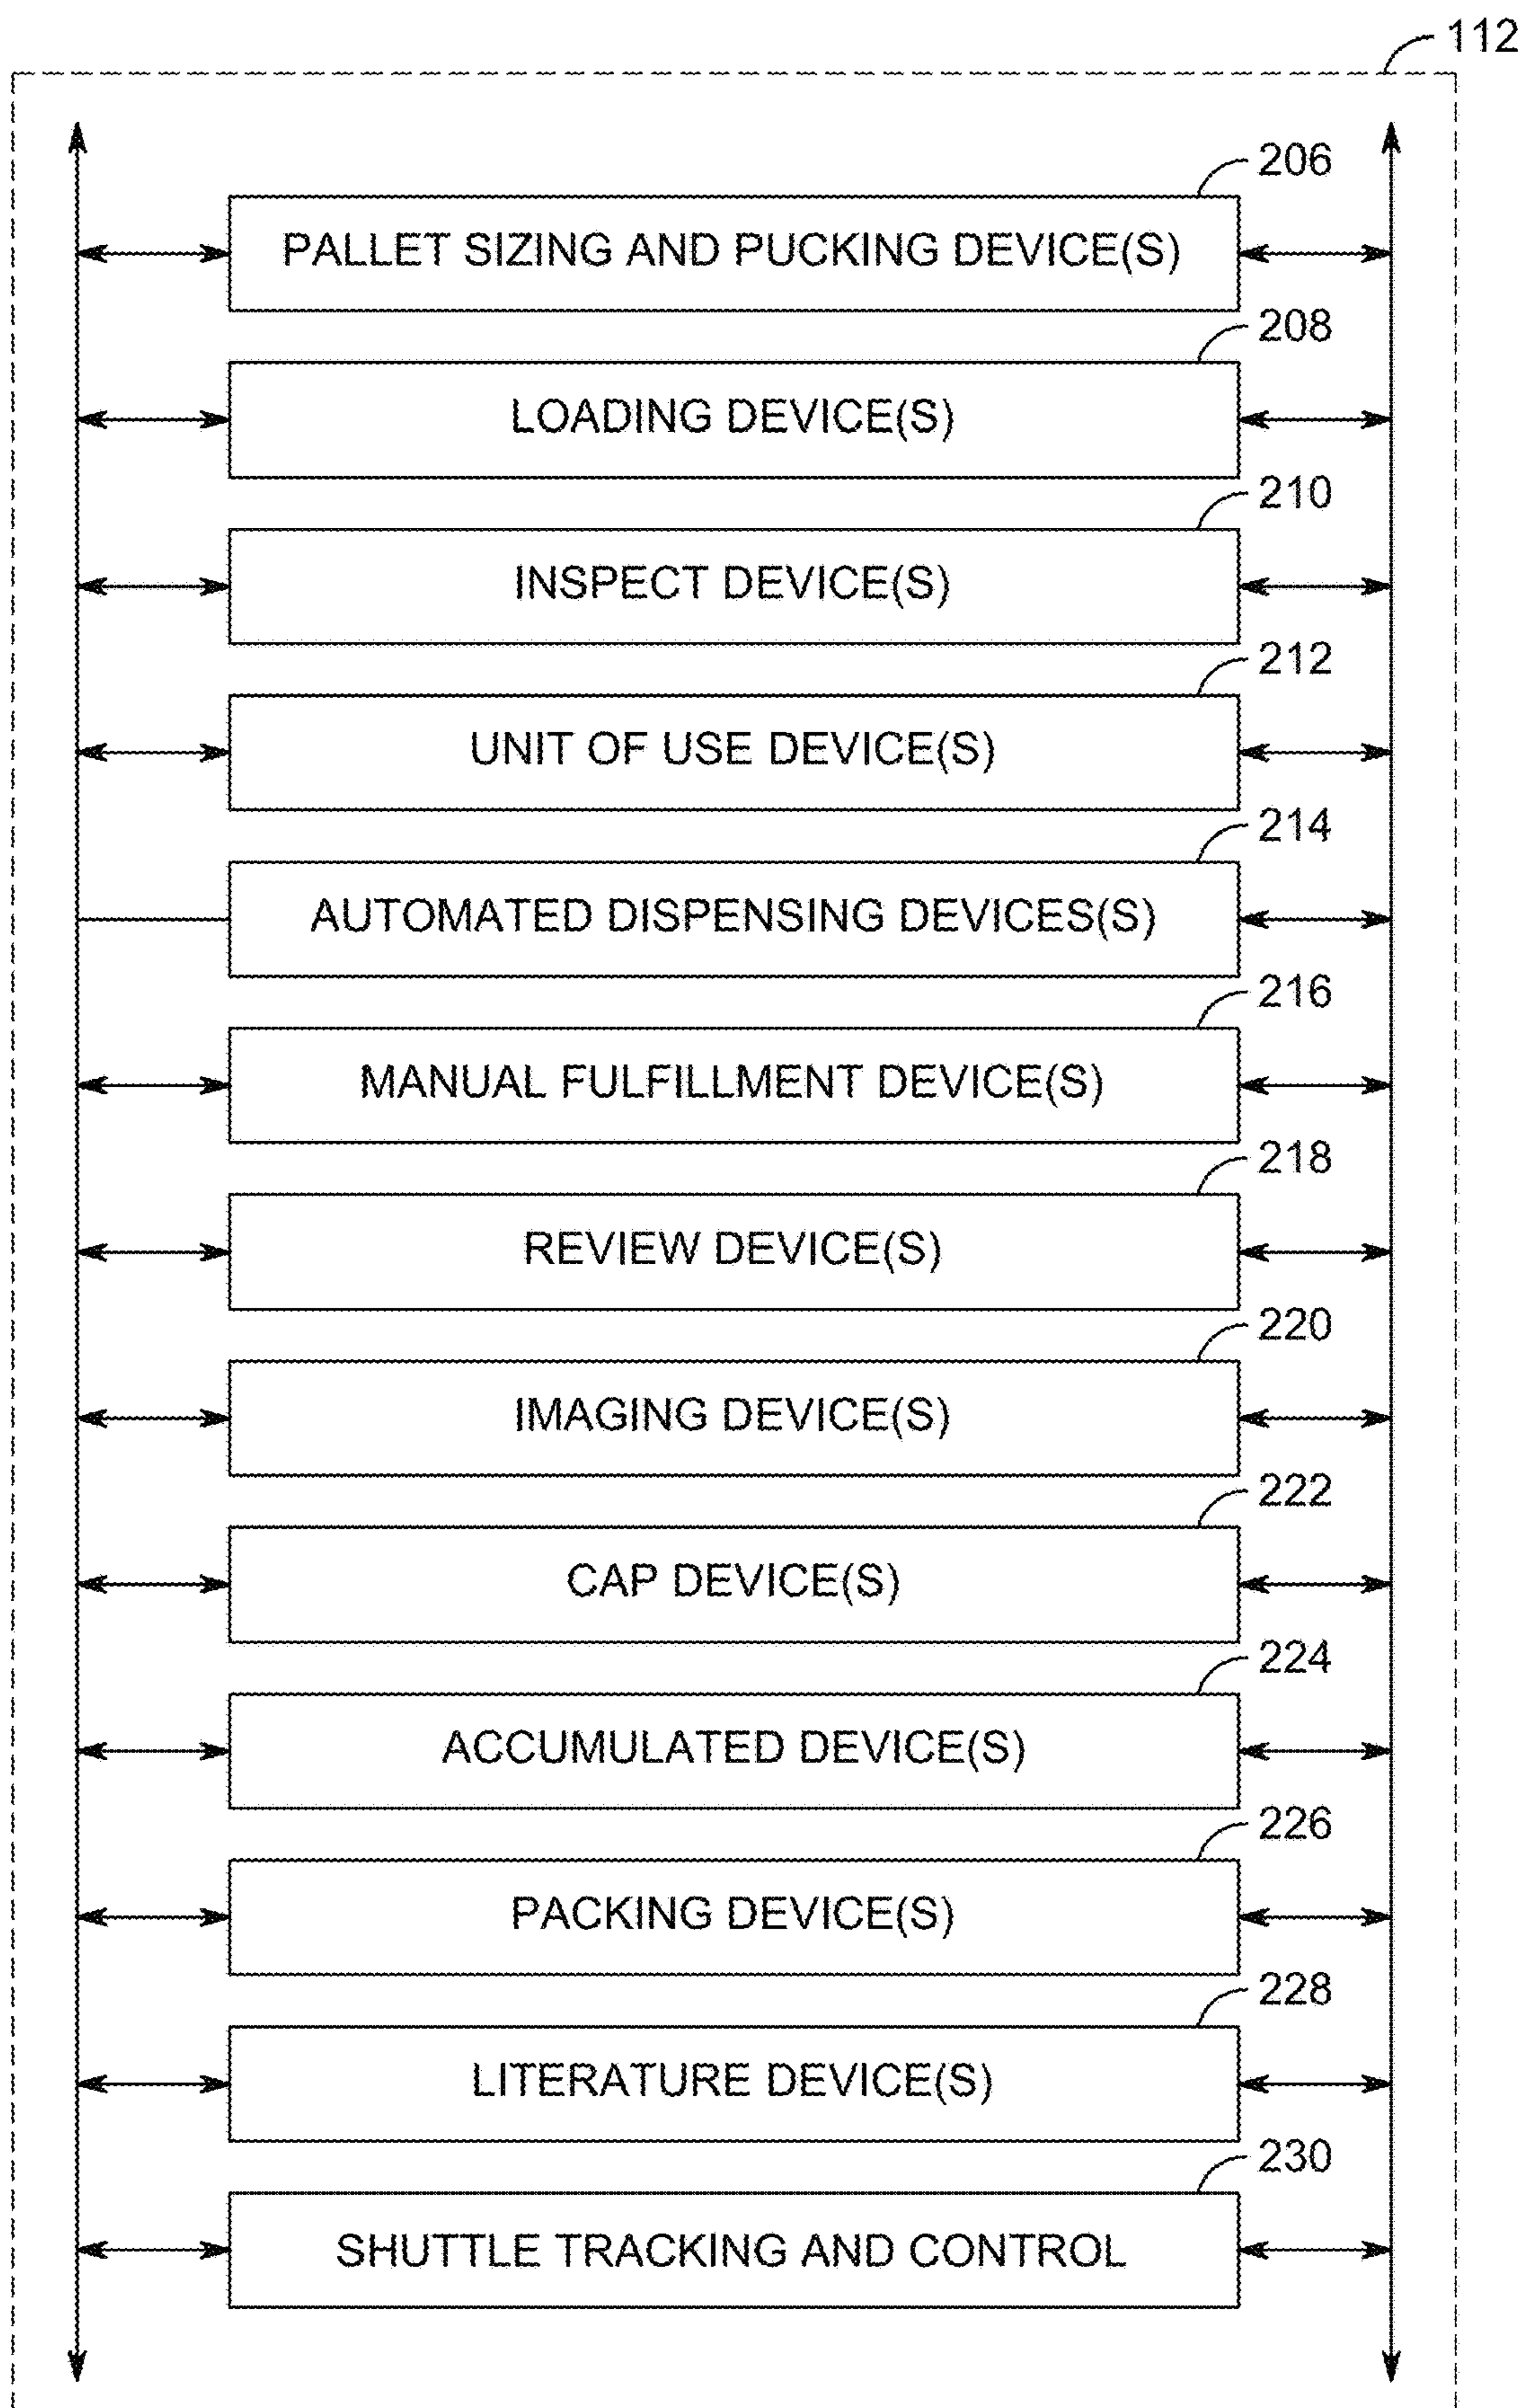 112
206
PALLET SIZING AND PUCKING DEVICE(S)
208
LOADING DEVICE(S)
210
INSPECT DEVICE(S)
212
UNIT OF USE DEVICE(S)
214
AUTOMATED DISPENSING DEVICES(S)
216
MANUAL FULFILLMENT DEVICE(S)
218
REVIEW DEVICE(S)
220
IMAGING DEVICE(S)
222
CAP DEVICE(S)
224
ACCUMULATED DEVICE(S)
226
PACKING DEVICE(S)
228
LITERATURE DEVICE(S)
230
SHUTTLE TRACKING AND CONTROL